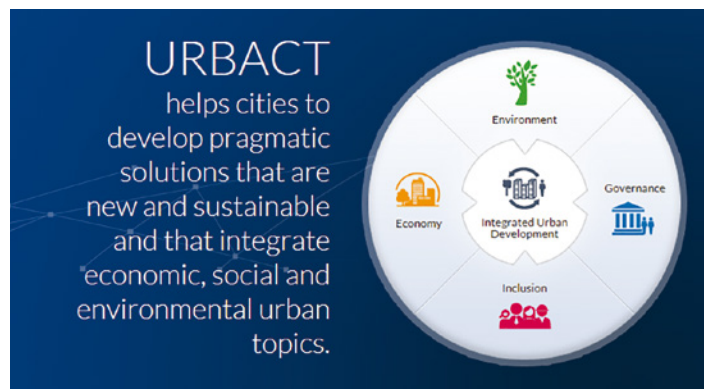 URBACT
helps cities to
develop pragmatic
solutions that are
new and sustainable
and that integrate
economic, social and
environmental urban
topics.
Environment
Economy
Integrated Urban
Development
Governance
Inclusion